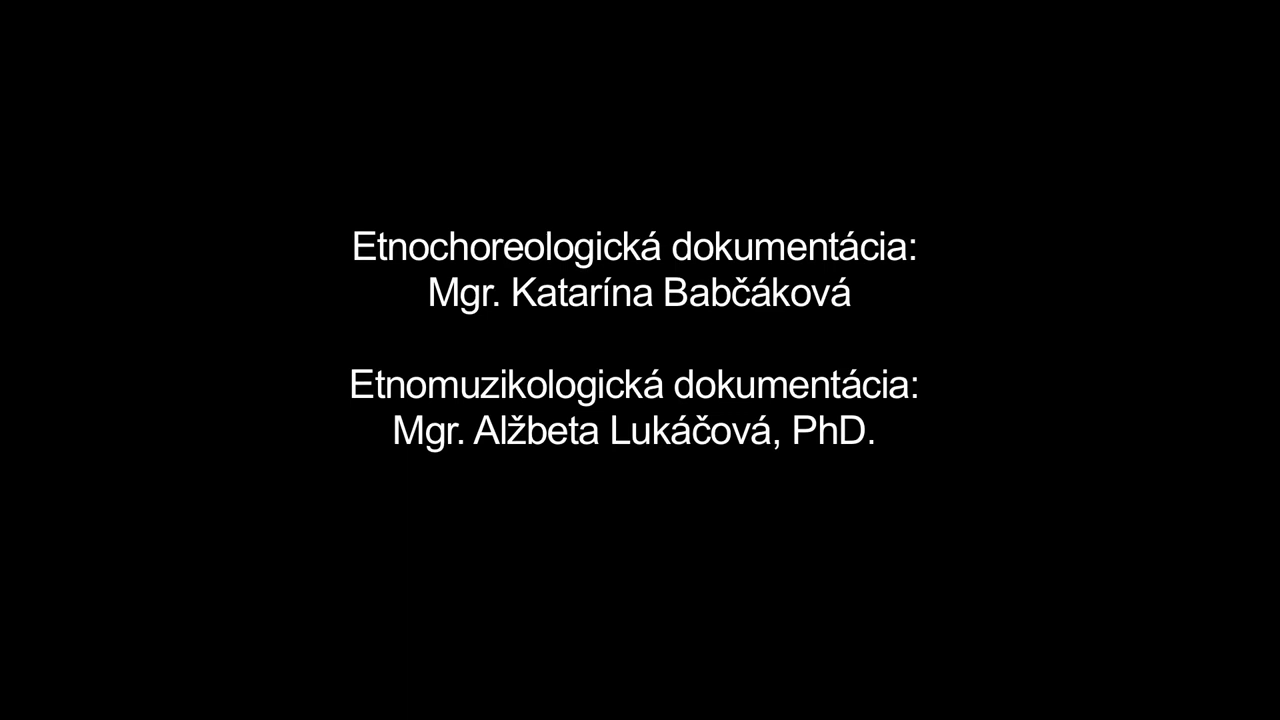 Etnochoreologická dokumentácia:
Mgr. Katarína Babčáková
Etnomuzikologická dokumentácia:
Mgr. Alžbeta Lukáčová, PhD.